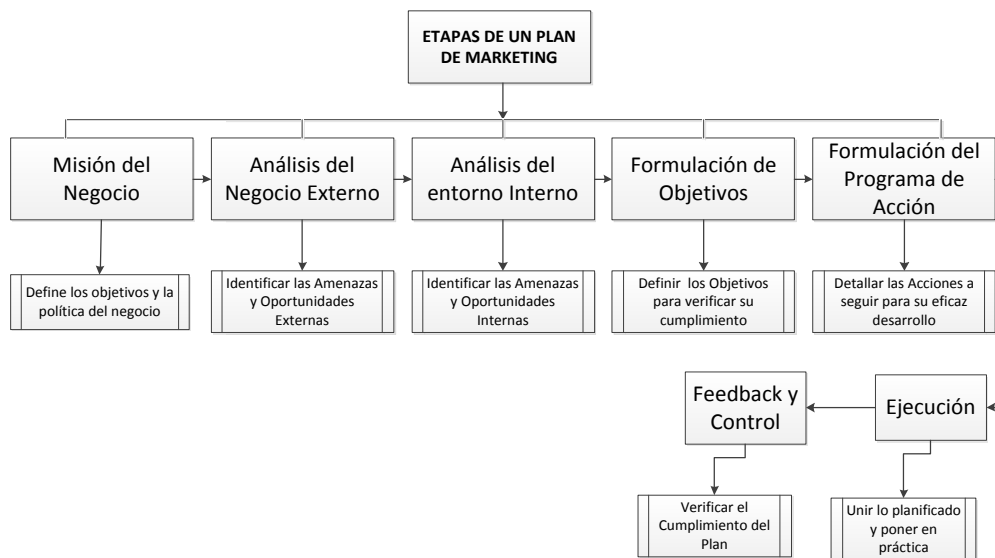 ETAPAS DE UN PLAN
DE MARKETING
Misión del
Negocio
Análisis del
Negocio Externo
Análisis del
entorno Interno
Formulación de
Objetivos
Formulación del
Programa de
Acción
Define los objetivos y la
política del negocio
Identificar las Amenazas
y Oportunidades
Externas
Identificar las Amenazas
y Oportunidades
Internas
Definir los Objetivos
para verificar su
cumplimiento
Detallar las Acciones a
seguir para su eficaz
desarrollo
Feedback y
Control
Ejecución
Verificar el
Cumplimiento del
Plan
Unir lo planificado
y poner en
práctica